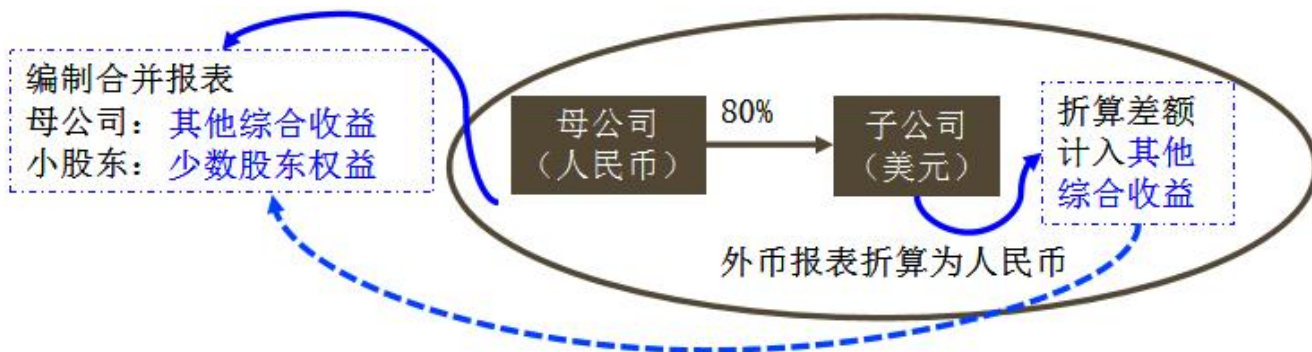 编制合并报表
母公司：其他综合收益
小股东：少数股东权益
母公司
（人民币）
80%
子公司
（美元）
折算差额
计入其他
综合收益
外币报表折算为人民币